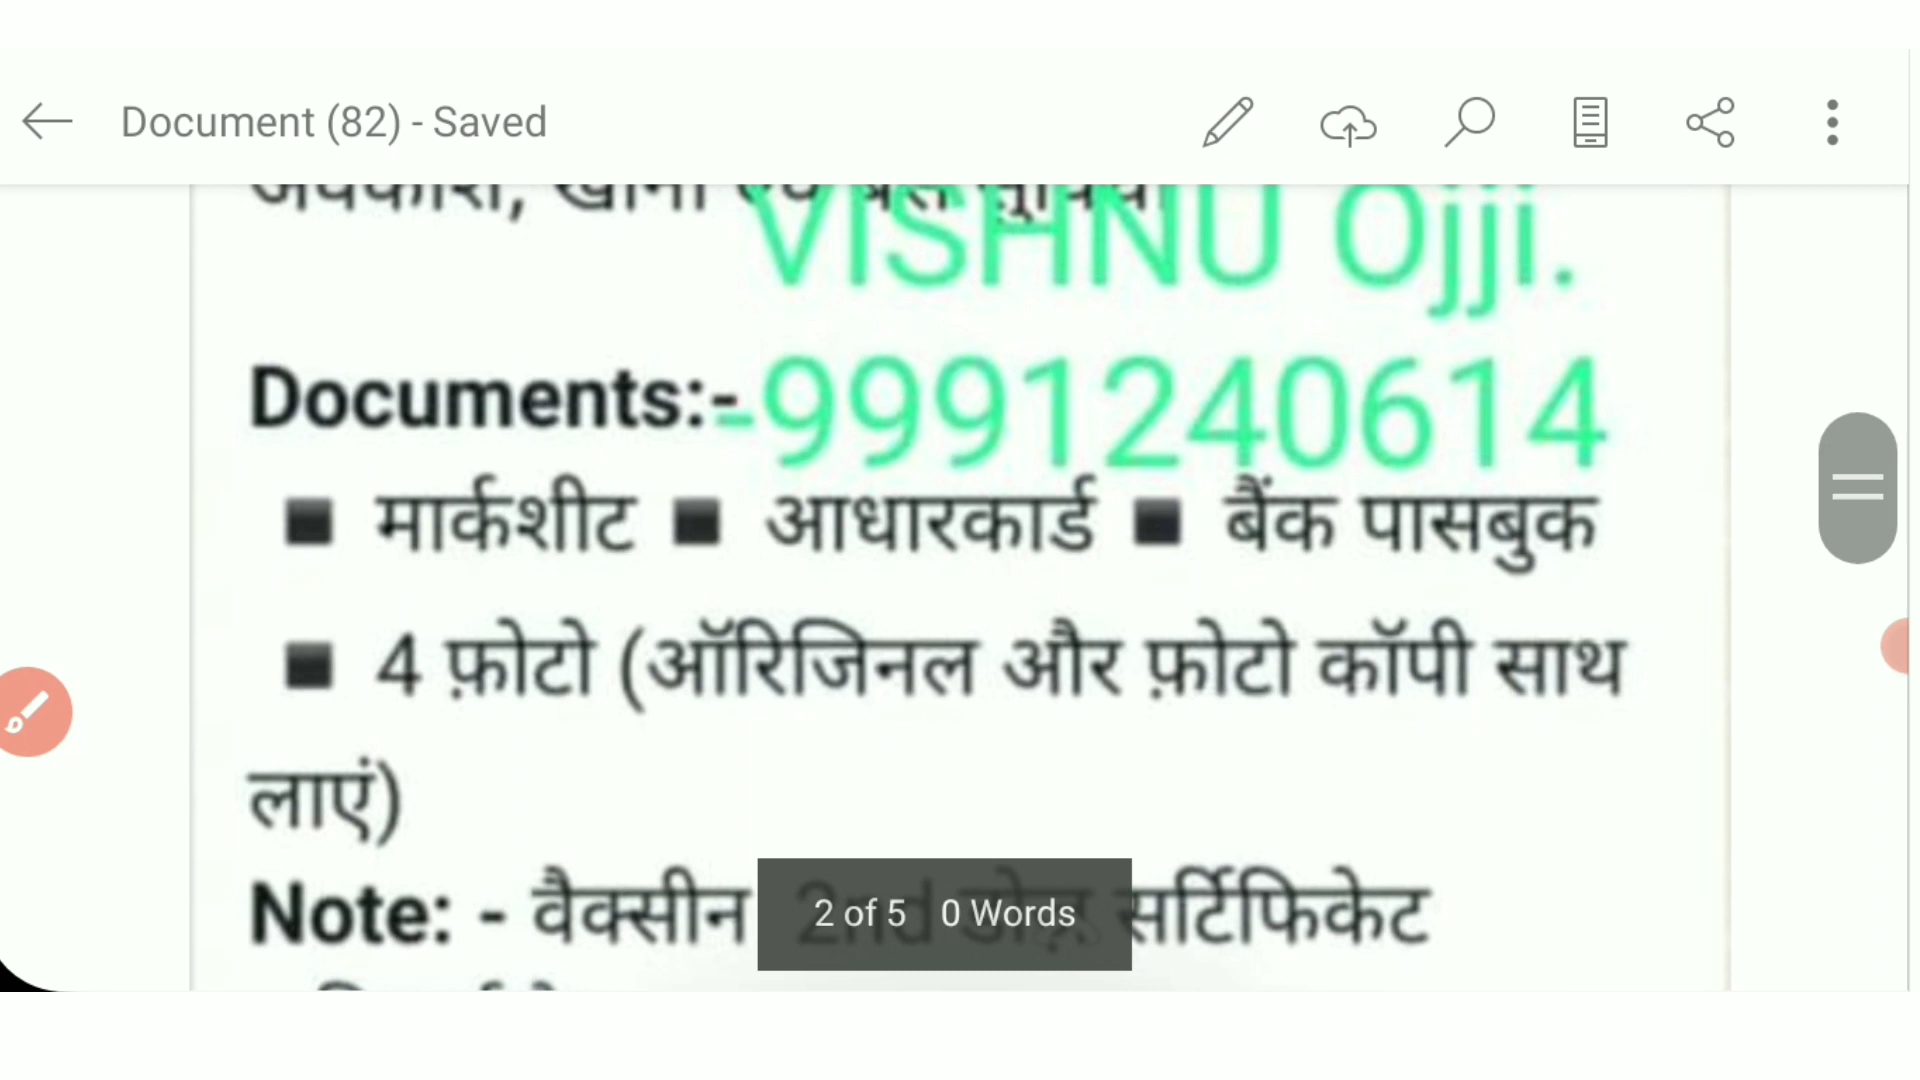 Document (82) - Saved
VISHNU Ojji.
Documents:-
-9991240614
▪ मार्कशीट ▪ आधारकार्ड ▪ बैंक पासबुक
▪ 4 फ़ोटो (ऑरिजिनल और फ़ोटो कॉपी साथ
लाएं)
Note: - वैक्सीन 2nd डोज़ सर्टिफिकेट
2 of 5 0 Words